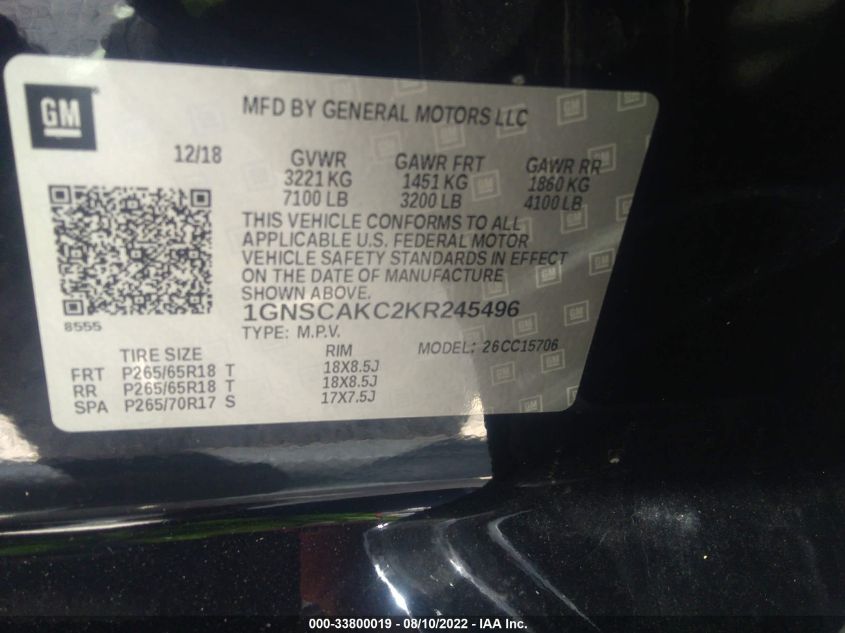 GM
MFD BY GENERAL MOTORS LLC
12/18 GVWR GAWR FRT GAWR RR
3221 KG 1451 KG 1860 KG
7100 LB 3200 LB 4100 LB
THIS VEHICLE CONFORMS TO ALL
APPLICABLE U.S. FEDERAL MOTOR
VEHICLE SAFETY STANDARDS IN EFFECT
ON THE DATE OF MANUFACTURE
SHOWN ABOVE.
8555
1GNSCAKC2KR245496
TYPE: M.P.V.
MODEL: 26CC15706
TIRE SIZE RIM
FRT P265/65R18 T 18X8.5J
RR P265/65R18 T 18X8.5J
SPA P265/70R17 S 17X7.5J
000-33800019 - 08/10/2022 - IAA Inc.